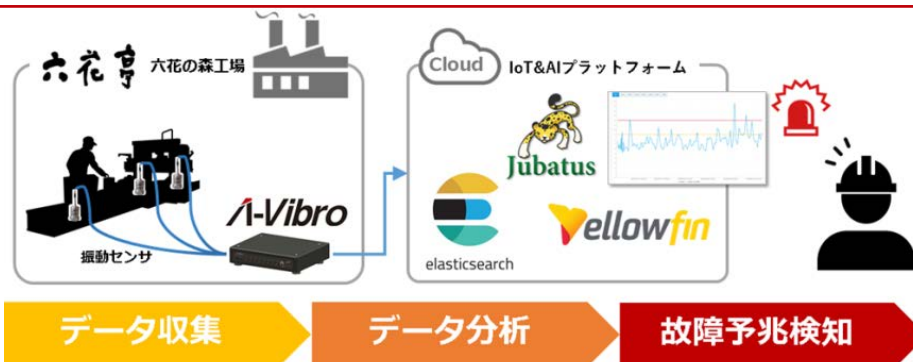 六花亭
六花の森工場
振動センサ
Λ-Vibro
Cloud
IoT&AIプラットフォーム
Jubatus
elasticsearch
Yellowfin
データ収集
データ分析
故障予兆検知